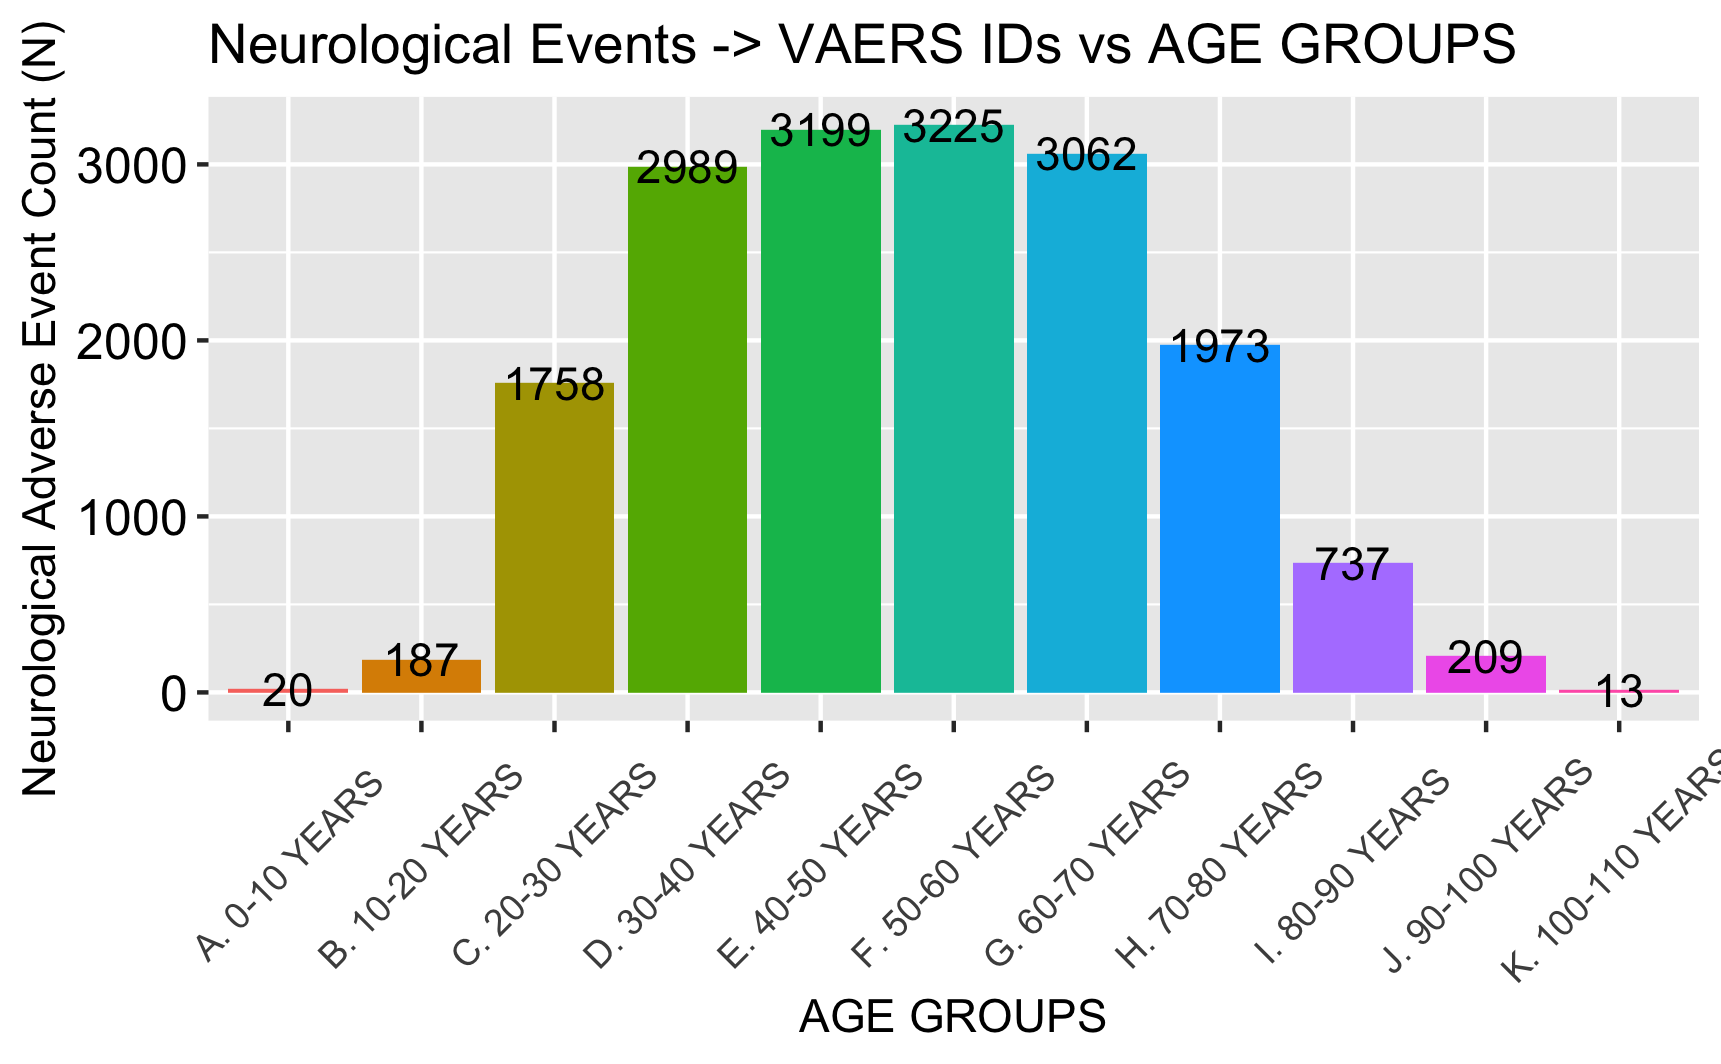 Neurological Events -> VAERS IDs vs AGE GROUPS
Neurological Adverse Event Count (N)
3000
2000
1000
0
20
187
1758
2989
3199
3225
3062
1973
737
209
13
A. 0-10 YEARS
B. 10-20 YEARS
C. 20-30 YEARS
D. 30-40 YEARS
E. 40-50 YEARS
F. 50-60 YEARS
G. 60-70 YEARS
H. 70-80 YEARS
I. 80-90 YEARS
J. 90-100 YEARS
K. 100-110 YEARS
AGE GROUPS